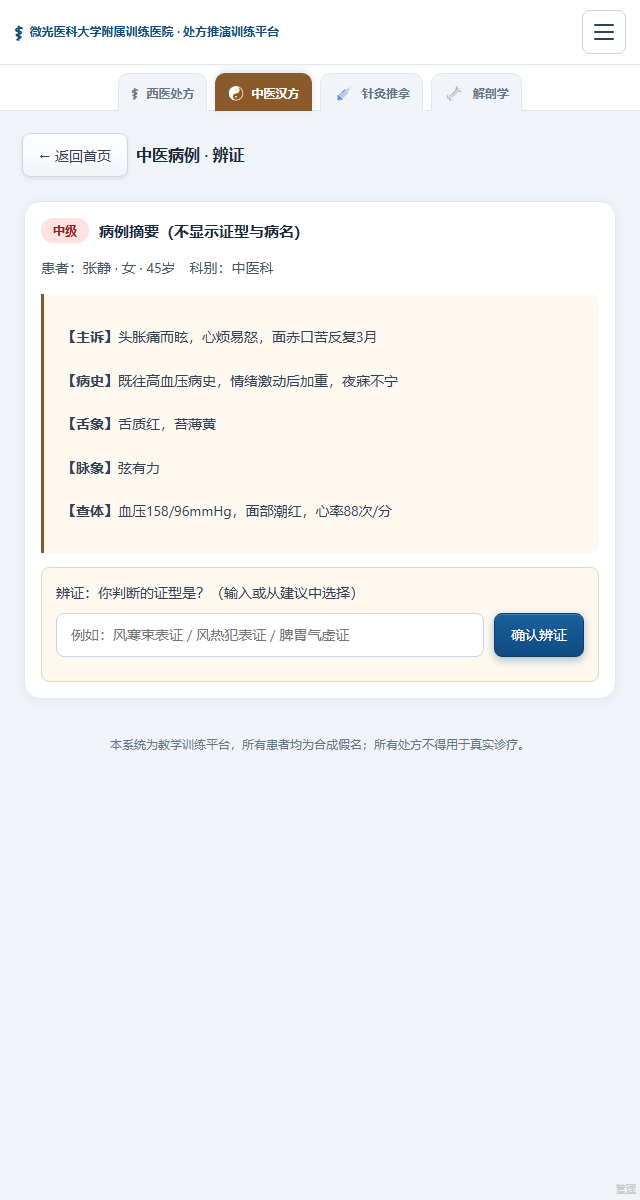 微光医科大学附属训练医院 · 处方推演训练平台
西医处方
中医汉方
针灸推拿
解剖学
← 返回首页
中医病例 · 辨证
中级 病例摘要（不显示证型与病名）
患者：张静 · 女 · 45岁 科别：中医科
【主诉】头胀痛而眩，心烦易怒，面赤口苦反复3月
【病史】既往高血压病史，情绪激动后加重，夜寐不宁
【舌象】舌质红，苔薄黄
【脉象】弦有力
【查体】血压158/96mmHg，面部潮红，心率88次/分
辨证：你判断的证型是？（输入或从建议中选择）
例如：风寒束表证 / 风热犯表证 / 脾胃气虚证
确认辨证
本系统为教学训练平台，所有患者均为合成假名；所有处方不得用于真实诊疗。
管理